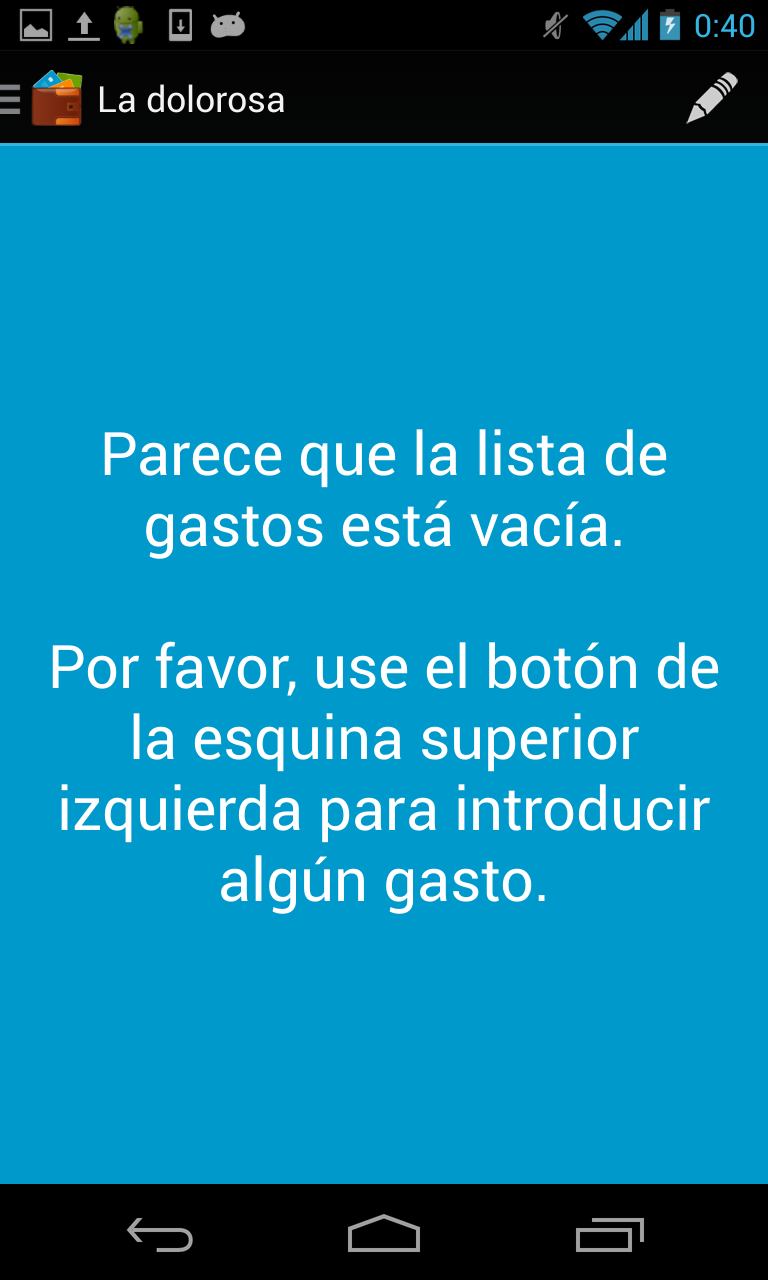 0:40
La dolorosa
Parece que la lista de
gastos está vacía.
Por favor, use el botón de
la esquina superior
izquierda para introducir
algún gasto.